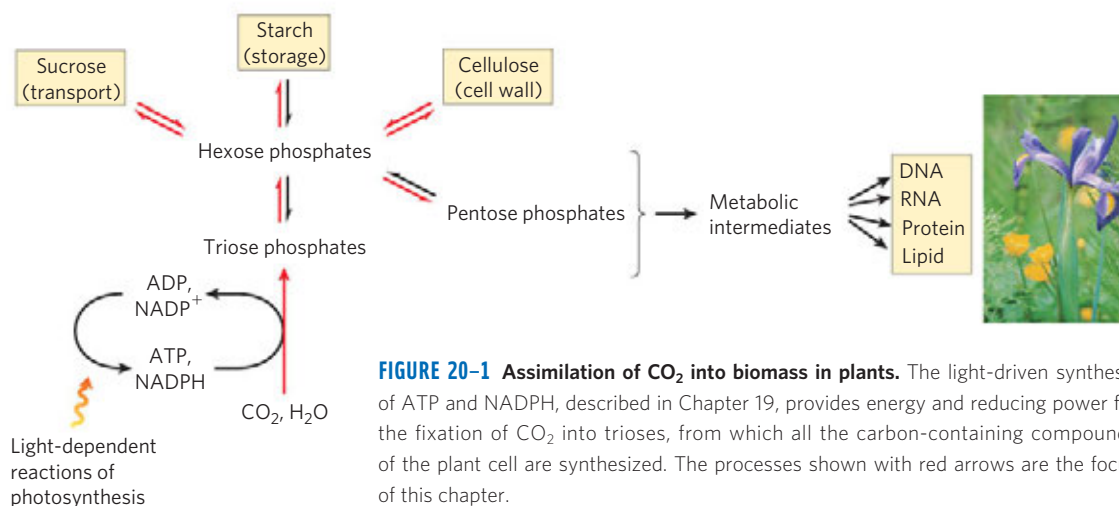 Starch
(storage)
Sucrose
(transport)
Cellulose
(cell wall)
Hexose phosphates
Pentose phosphates
Metabolic
intermediates
DNA
RNA
Protein
Lipid
Triose phosphates
ADP,
NADP⁺
ATP,
NADPH
CO₂, H₂O
Light-dependent
reactions of
photosynthesis
FIGURE 20–1 Assimilation of CO₂ into biomass in plants. The light-driven synthes
of ATP and NADPH, described in Chapter 19, provides energy and reducing power f
the fixation of CO₂ into trioses, from which all the carbon-containing compoun
of the plant cell are synthesized. The processes shown with red arrows are the foc
of this chapter.